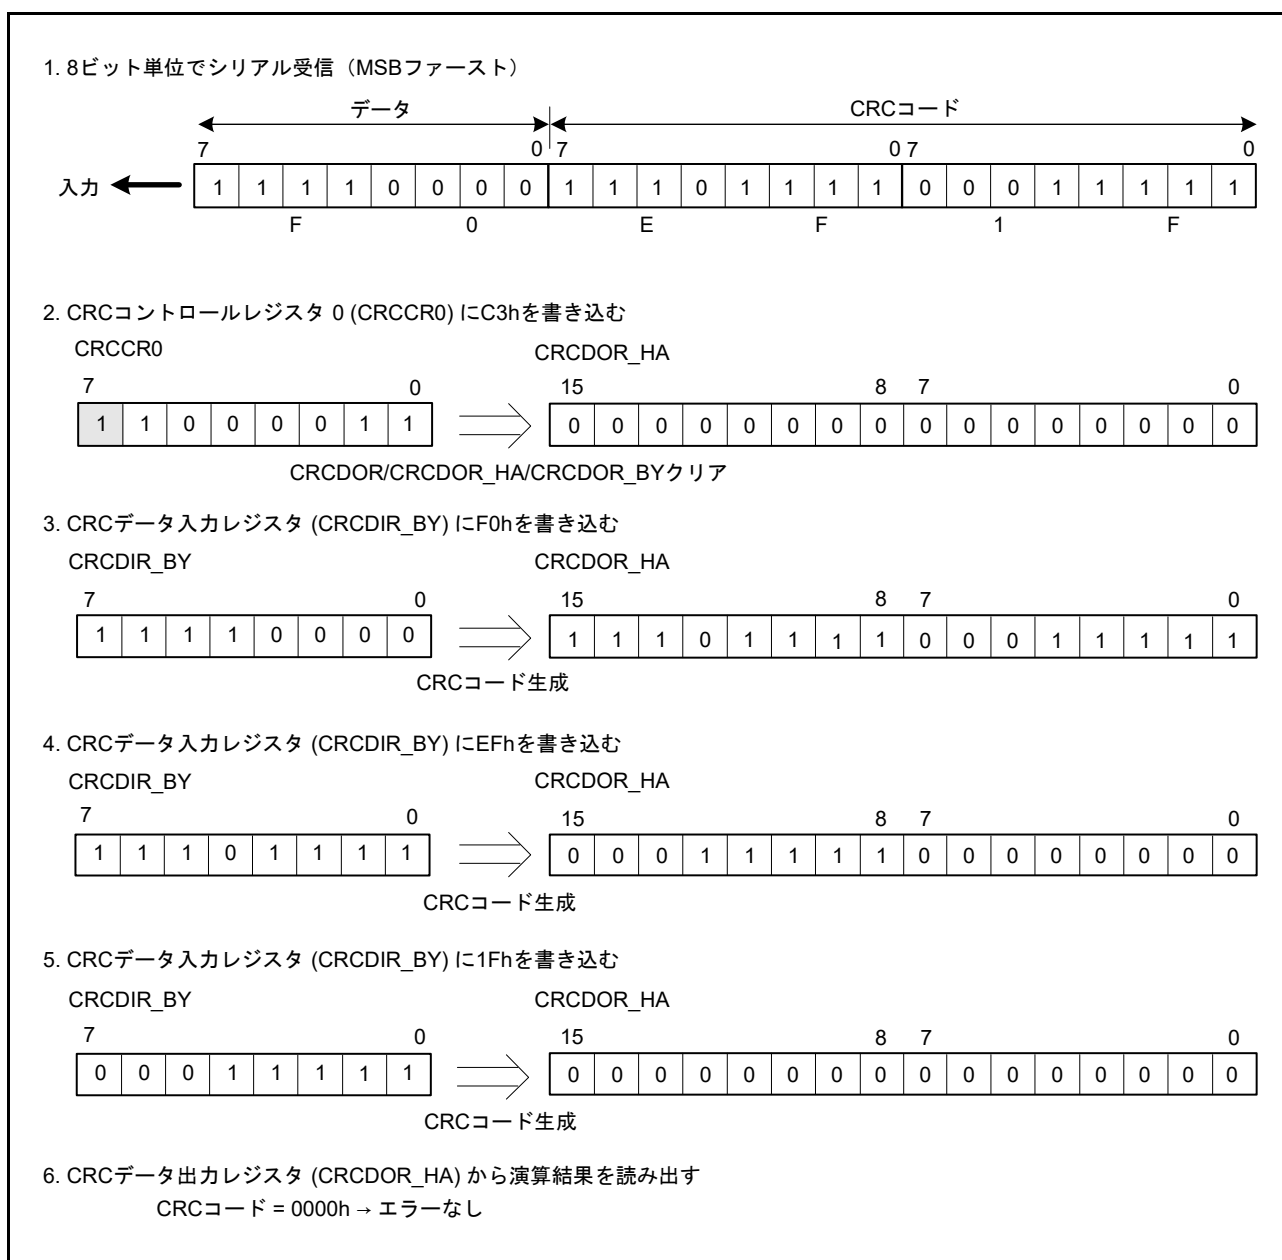 1. 8ビット単位でシリアル受信（MSBファースト）
データ CRCコード
7 0 7 0 7 0
入力 1 1 1 1 0 0 0 0 1 1 1 0 1 1 1 1 0 0 0 1 1 1 1 1
F 0 E F 1 F
2. CRCコントロールレジスタ 0 (CRCCR0) にC3hを書き込む
CRCCR0 CRCDOR_HA
7 0 15 8 7 0
1 1 0 0 0 0 1 1 0 0 0 0 0 0 0 0 0 0 0 0 0 0 0 0
CRCDOR/CRCDOR_HA/CRCDOR_BYクリア
3. CRCデータ入力レジスタ (CRCDIR_BY) にF0hを書き込む
CRCDIR_BY CRCDOR_HA
7 0 15 8 7 0
1 1 1 1 0 0 0 0 1 1 1 0 1 1 1 1 0 0 0 1 1 1 1 1
CRCコード生成
4. CRCデータ入力レジスタ (CRCDIR_BY) にEFhを書き込む
CRCDIR_BY CRCDOR_HA
7 0 15 8 7 0
1 1 1 0 1 1 1 1 0 0 0 1 1 1 1 1 0 0 0 0 0 0 0 0
CRCコード生成
5. CRCデータ入力レジスタ (CRCDIR_BY) に1Fhを書き込む
CRCDIR_BY CRCDOR_HA
7 0 15 8 7 0
0 0 0 1 1 1 1 1 0 0 0 0 0 0 0 0 0 0 0 0 0 0 0 0
CRCコード生成
6. CRCデータ出力レジスタ (CRCDOR_HA) から演算結果を読み出す
CRCコード = 0000h → エラーなし